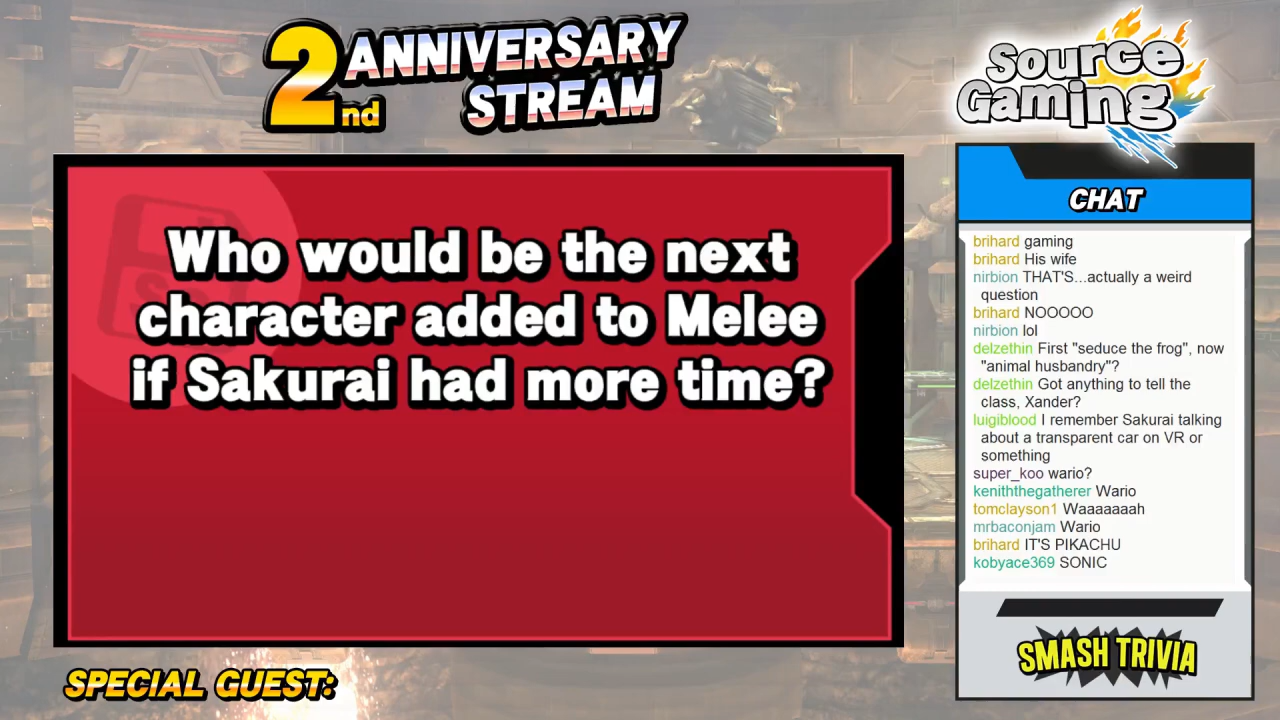 2nd ANNIVERSARY
STREAM
Source
Gaming
Who would be the next
character added to Melee
if Sakurai had more time?
CHAT
brihard gaming
brihard His wife
nirbion THAT'S...actually a weird
question
brihard NOOOOO
nirbion lol
delzethin First "seduce the frog", now
"animal husbandry"?
delzethin Got anything to tell the
class, Xander?
luigiblood I remember Sakurai talking
about a transparent car on VR or
something
super_koo wario?
keniththegatherer Wario
tomclayson1 Waaaaaaah
mrbaconjam Wario
brihard IT'S PIKACHU
kobyace369 SONIC
SMASH TRIVIA
SPECIAL GUEST: